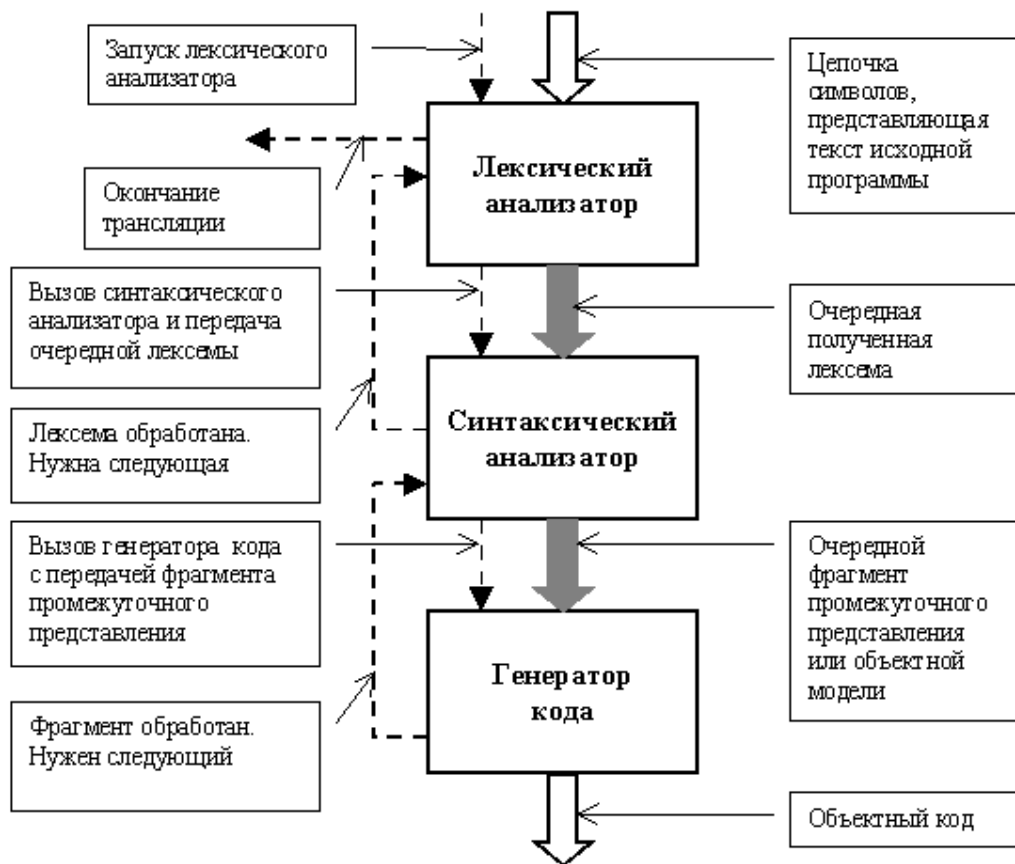 Запуск лексического
анализатора
Цепочка
символов,
представляющая
текст исходной
программы
Лексический
анализатор
Окончание
трансляции
Вызов синтаксического
анализатора и передача
очередной лексемы
Очередная
полученная
лексема
Синтаксический
анализатор
Лексема обработана.
Нужна следующая
Вызов генератора кода
с передачей фрагмента
промежуточного
представления
Очередной
фрагмент
промежуточного
представления
или объектной
модели
Генератор
кода
Фрагмент обработан.
Нужен следующий
Объектный код